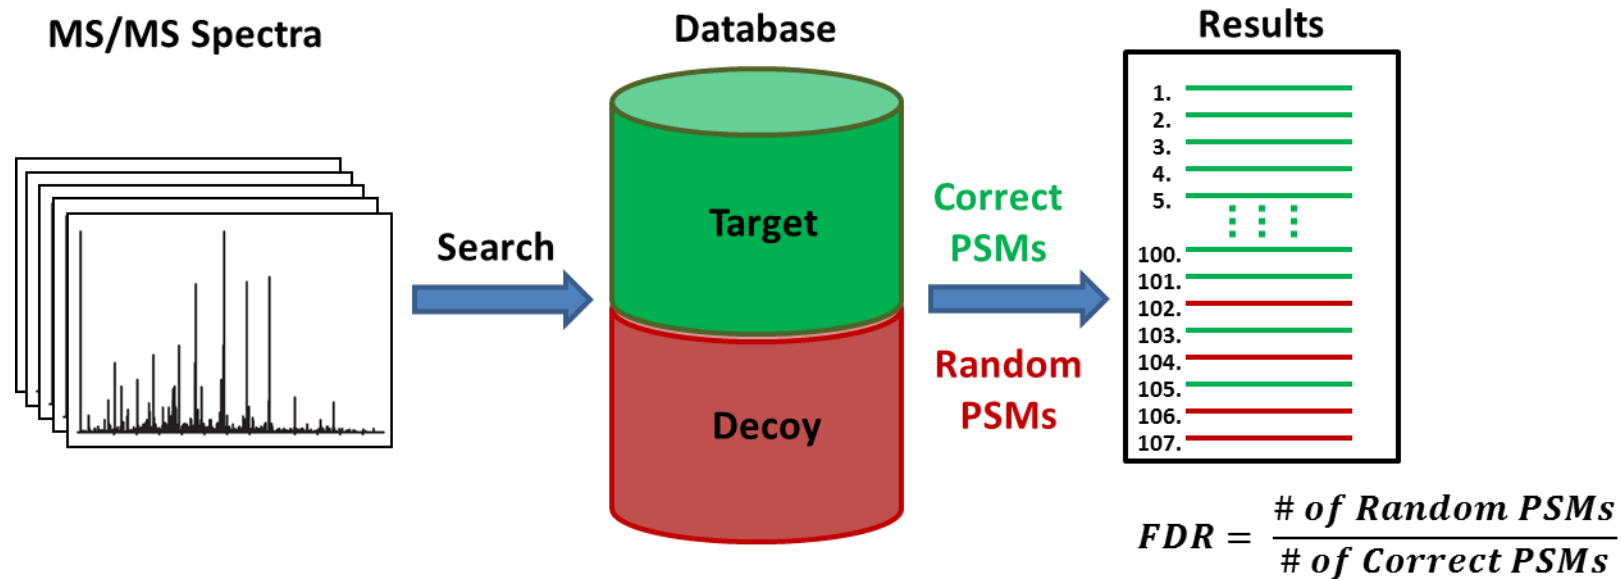 MS/MS Spectra
Search
Database
Target
Decoy
Correct
PSMs
Random
PSMs
Results
1.
2.
3.
4.
5.
100.
101.
102.
103.
104.
105.
106.
107.
FDR = # of Random PSMs
# of Correct PSMs